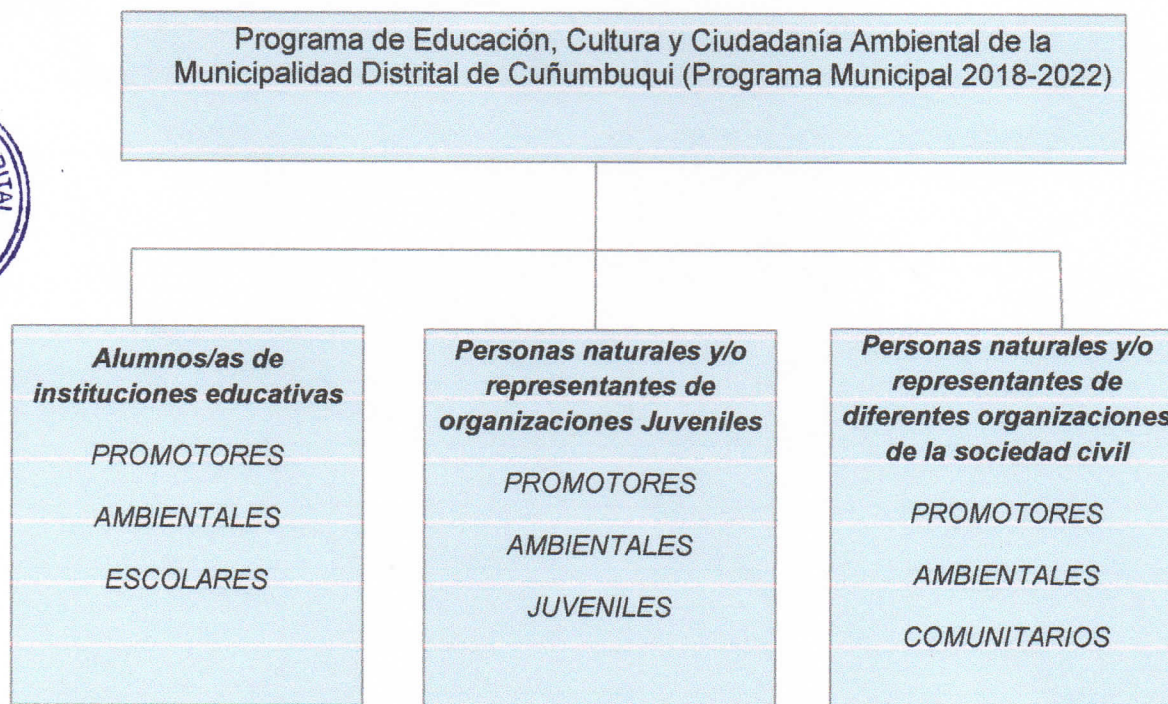 Programa de Educación, Cultura y Ciudadanía Ambiental de la
Municipalidad Distrital de Cuñumbuqui (Programa Municipal 2018-2022)
Alumnos/as de
instituciones educativas
PROMOTORES
AMBIENTALES
ESCOLARES
Personas naturales y/o
representantes de
organizaciones Juveniles
PROMOTORES
AMBIENTALES
JUVENILES
Personas naturales y/o
representantes de
diferentes organizaciones
de la sociedad civil
PROMOTORES
AMBIENTALES
COMUNITARIOS